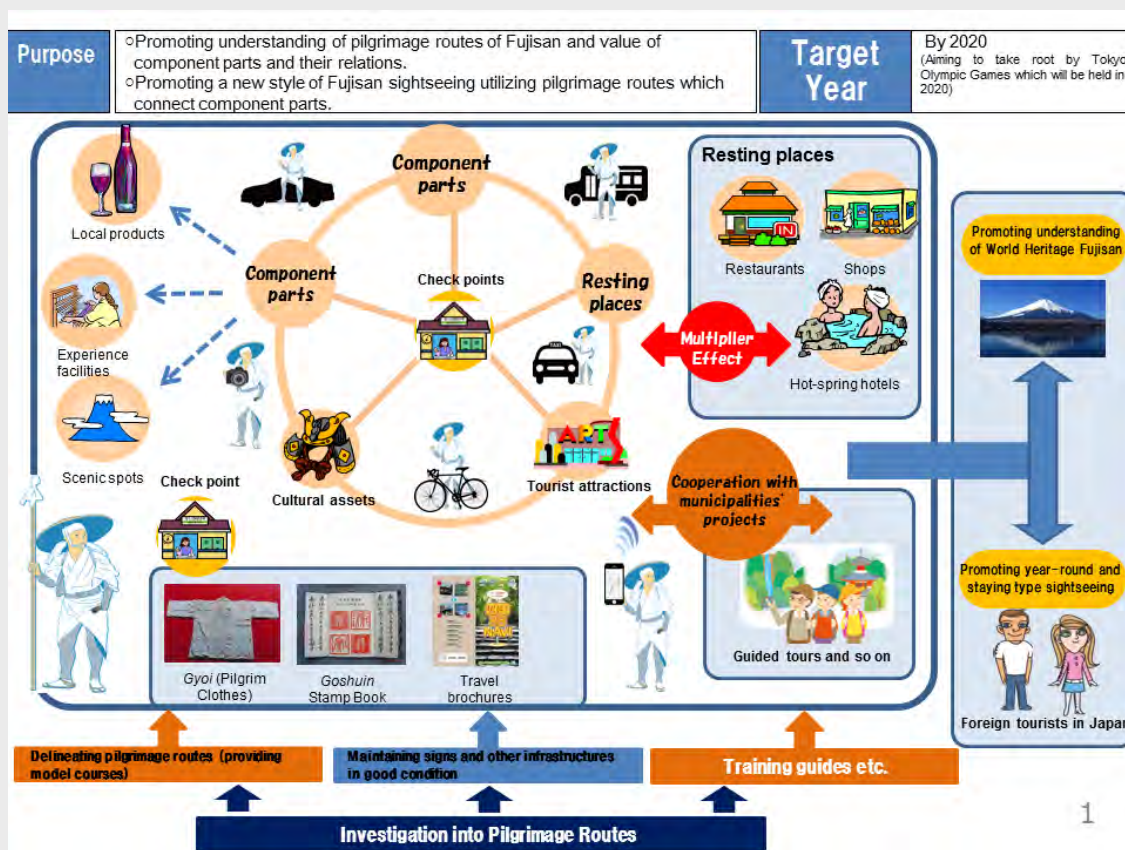 Purpose
○Promoting understanding of pilgrimage routes of Fujisan and value of
component parts and their relations.
○Promoting a new style of Fujisan sightseeing utilizing pilgrimage routes which
connect component parts.
Target
Year
By 2020
(Aiming to take root by Tokyo
Olympic Games which will be held in
2020)
Local products
Experience
facilities
Scenic spots
Component
parts
Component
parts
Check points
Resting
places
Cultural assets
Tourist attractions
ART
TAXI
Resting places
IN
Restaurants
Shops
Hot-spring hotels
Multiplier
Effect
Cooperation with
municipalities'
projects
Guided tours and so on
Check point
Gyoi (Pilgrim
Clothes)
Goshuin
Stamp Book
Travel
brochures
Promoting understanding
of World Heritage Fujisan
Promoting year-round and
staying type sightseeing
Foreign tourists in Japan
Delineating pilgrimage routes (providing
model courses)
Maintaining signs and other infrastructures
in good condition
Training guides etc.
Investigation into Pilgrimage Routes
1